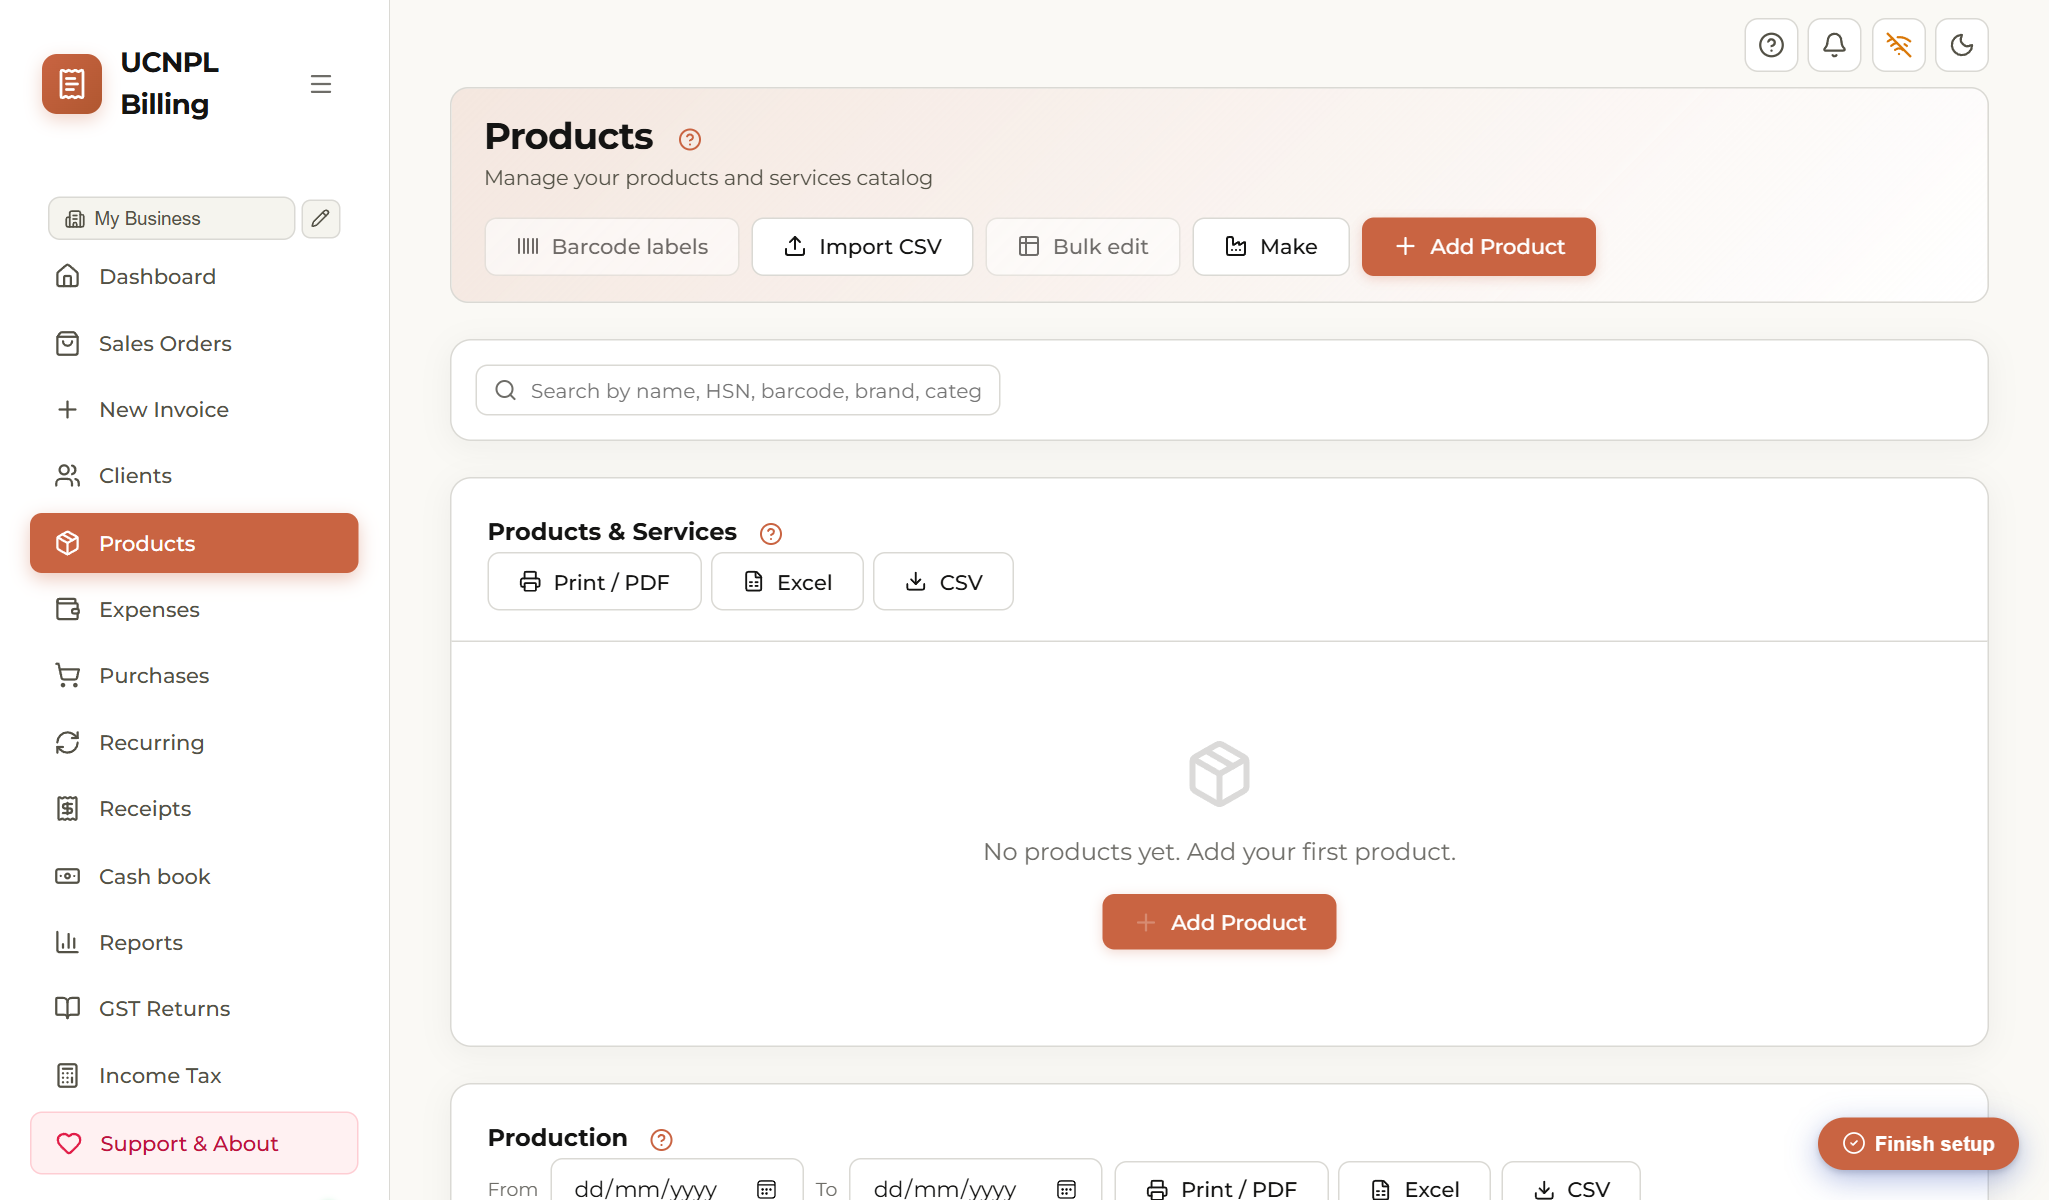 UCNPL
Billing
My Business
Dashboard
Sales Orders
New Invoice
Clients
Products
Expenses
Purchases
Recurring
Receipts
Cash book
Reports
GST Returns
Income Tax
Support & About
Products
Manage your products and services catalog
Barcode labels Import CSV Bulk edit Make Add Product
Search by name, HSN, barcode, brand, categ
Products & Services
Print / PDF Excel CSV
No products yet. Add your first product.
Add Product
Production
From dd/mm/yyyy To dd/mm/yyyy Print / PDF Excel CSV
Finish setup